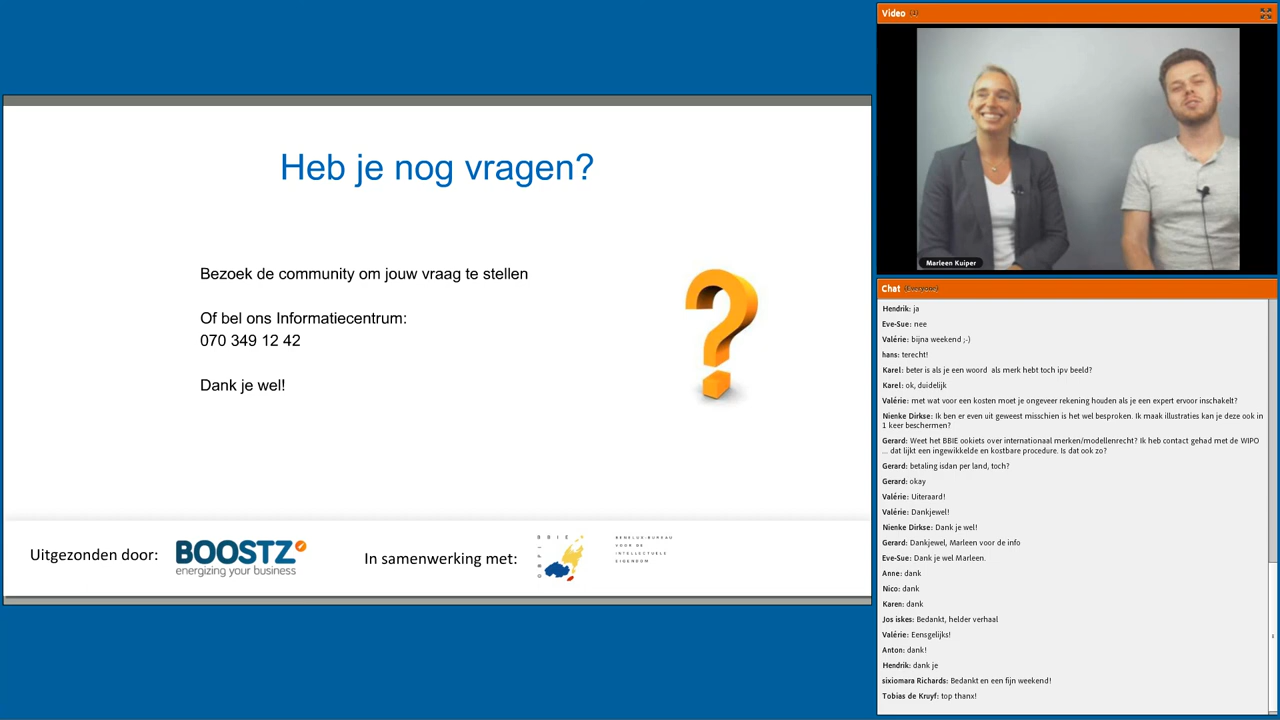 Heb je nog vragen?
Bezoek de community om jouw vraag te stellen
Of bel ons Informatiecentrum:
070 349 12 42
Dank je wel!
Uitgezonden door:
BOOSTZ
energizing your business
In samenwerking met:
BBIE
OBPI
BENELUX-BUREAU
VOOR DE
INTELLECTUELE
EIGENDOM
Video (1)
Marleen Kuiper
Chat (Everyone)
Hendrik: ja
Eve-Sue: nee
Valérie: bijna weekend ;-)
hans: terecht!
Karel: beter is als je een woord als merk hebt toch ipv beeld?
Karel: ok, duidelijk
Valérie: met wat voor een kosten moet je ongeveer rekening houden als je een expert ervoor inschakelt?
Nienke Dirkse: Ik ben er even uit geweest misschien is het wel besproken. Ik maak illustraties kan je deze ook in
1 keer beschermen?
Gerard: Weet het BBIE ookiets over internationaal merken/modellenrecht? Ik heb contact gehad met de WIPO
... dat lijkt een ingewikkelde en kostbare procedure. Is dat ook zo?
Gerard: betaling isdan per land, toch?
Gerard: okay
Valérie: Uiteraard!
Valérie: Dankjewel!
Nienke Dirkse: Dank je wel!
Gerard: Dankjewel, Marleen voor de info
Eve-Sue: Dank je wel Marleen.
Anne: dank
Nico: dank
Karen: dank
Jos iskes: Bedankt, helder verhaal
Valérie: Eensgelijks!
Anton: dank!
Hendrik: dank je
sixiomara Richards: Bedankt en een fijn weekend!
Tobias de Kruyf: top thanx!